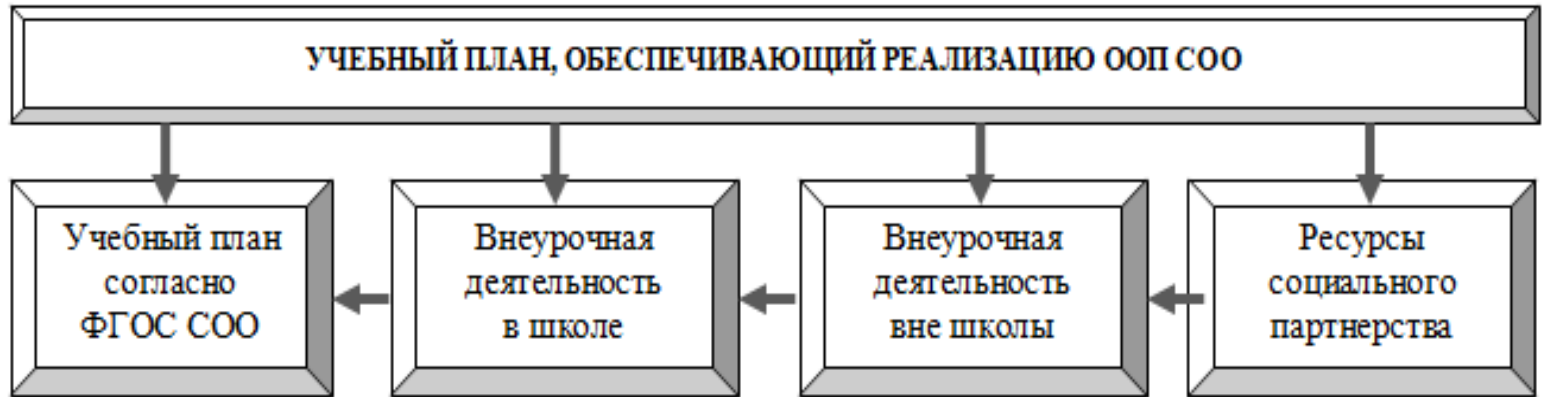 УЧЕБНЫЙ ПЛАН, ОБЕСПЕЧИВАЮЩИЙ РЕАЛИЗАЦИЮ ООП СОО
Учебный план
согласно
ФГОС СОО
Внеурочная
деятельность
в школе
Внеурочная
деятельность
вне школы
Ресурсы
социального
партнерства